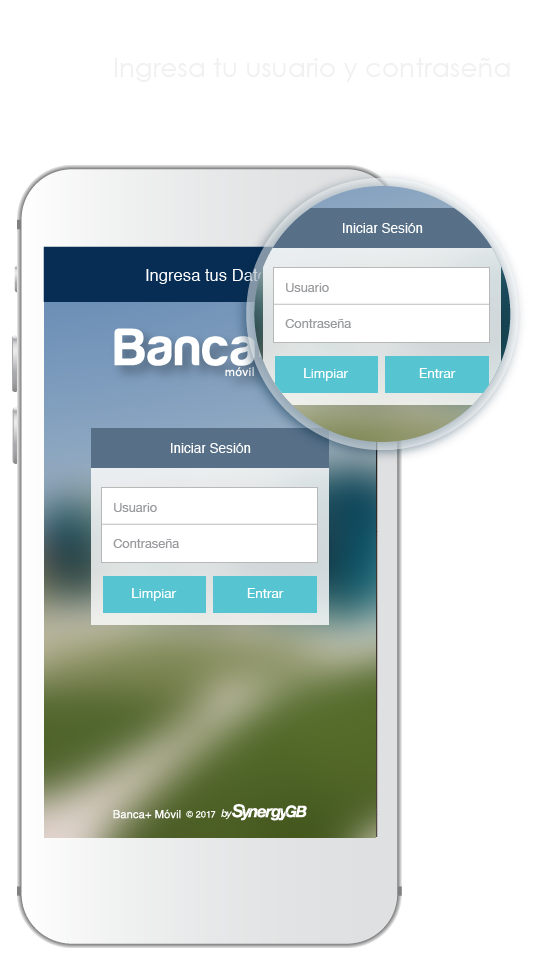 Ingresa tu usuario y contraseña
Iniciar Sesión
Usuario
Contraseña
Limpiar Entrar
Ingresa tus Dat
Banca
móvil
Iniciar Sesión
Usuario
Contraseña
Limpiar Entrar
Banca+ Móvil © 2017 by SynergyGB